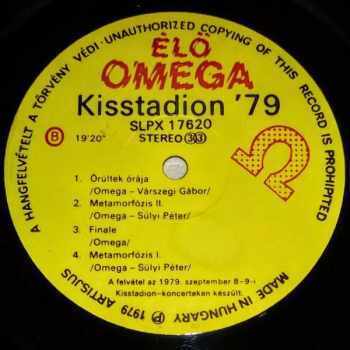 A HANGFELVÉTELT A TÖRVÉNY VÉDI · UNAUTHORIZED COPYING OF THIS RECORD IS PROHIBITED
ÉLŐ
OMEGA
Kisstadion '79
SLPX 17620
B 19'20" STEREO 33
Ω
1. Őrültek órája
/Omega – Várszegi Gábor/
2. Metamorfózis II.
/Omega – Sülyi Péter/
3. Finale
/Omega/
4. Metamorfózis I.
/Omega – Sülyi Péter/
A felvétel az 1979. szeptember 8-9-i
Kisstadion-koncerteken készült.
MADE IN HUNGARY Ⓟ 1979 ARTISJUS